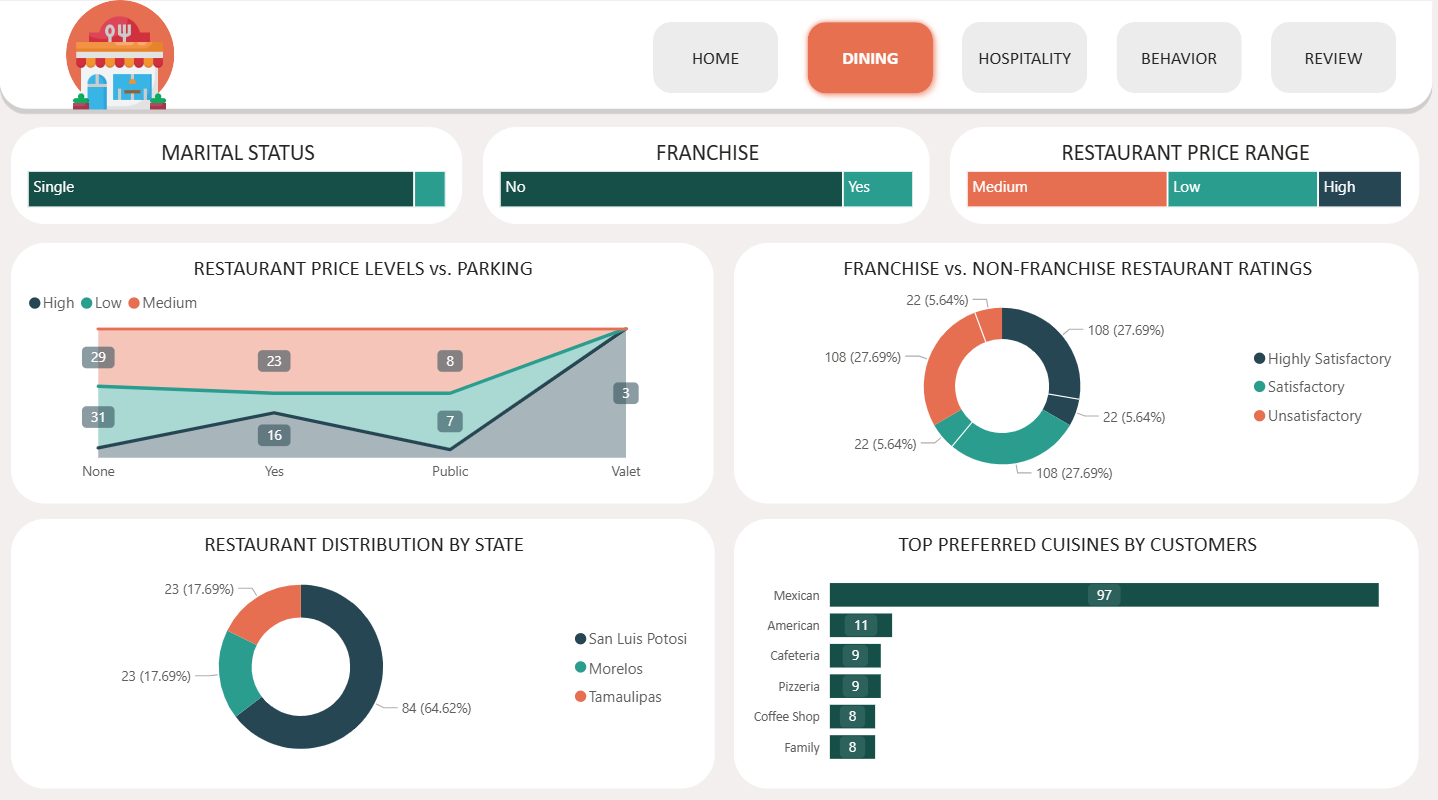 HOME
DINING
HOSPITALITY
BEHAVIOR
REVIEW
MARITAL STATUS
Single
FRANCHISE
No
Yes
RESTAURANT PRICE RANGE
Medium
Low
High
RESTAURANT PRICE LEVELS vs. PARKING
High
Low
Medium
29
23
8
3
31
16
7
None
Yes
Public
Valet
FRANCHISE vs. NON-FRANCHISE RESTAURANT RATINGS
22 (5.64%)
108 (27.69%)
108 (27.69%)
22 (5.64%)
22 (5.64%)
108 (27.69%)
Highly Satisfactory
Satisfactory
Unsatisfactory
RESTAURANT DISTRIBUTION BY STATE
23 (17.69%)
23 (17.69%)
84 (64.62%)
San Luis Potosi
Morelos
Tamaulipas
TOP PREFERRED CUISINES BY CUSTOMERS
Mexican 97
American 11
Cafeteria 9
Pizzeria 9
Coffee Shop 8
Family 8